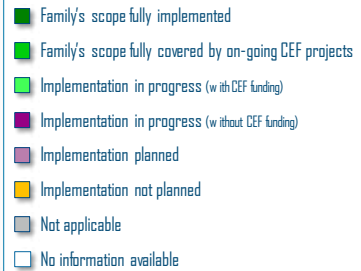 Family's scope fully implemented
Family's scope fully covered by on-going CEF projects
Implementation in progress (with CEF funding)
Implementation in progress (without CEF funding)
Implementation planned
Implementation not planned
Not applicable
No information available